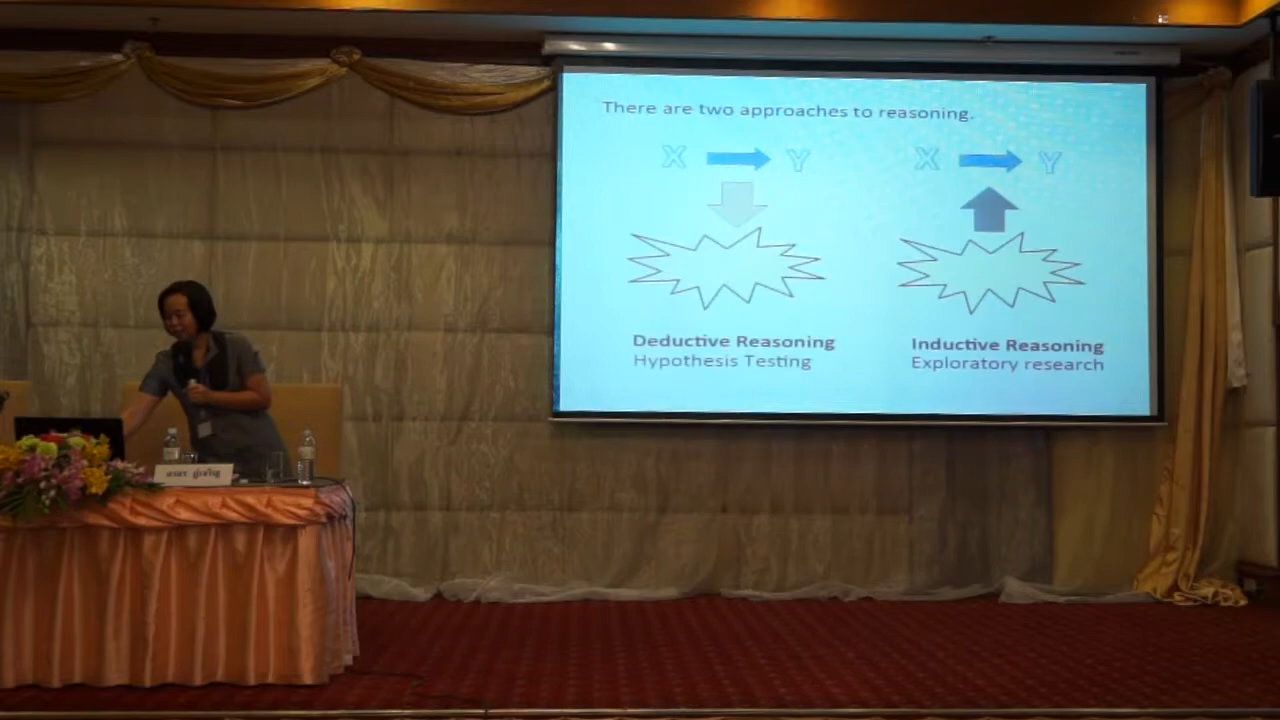 There are two approaches to reasoning.
X Y
X Y
Deductive Reasoning
Hypothesis Testing
Inductive Reasoning
Exploratory research